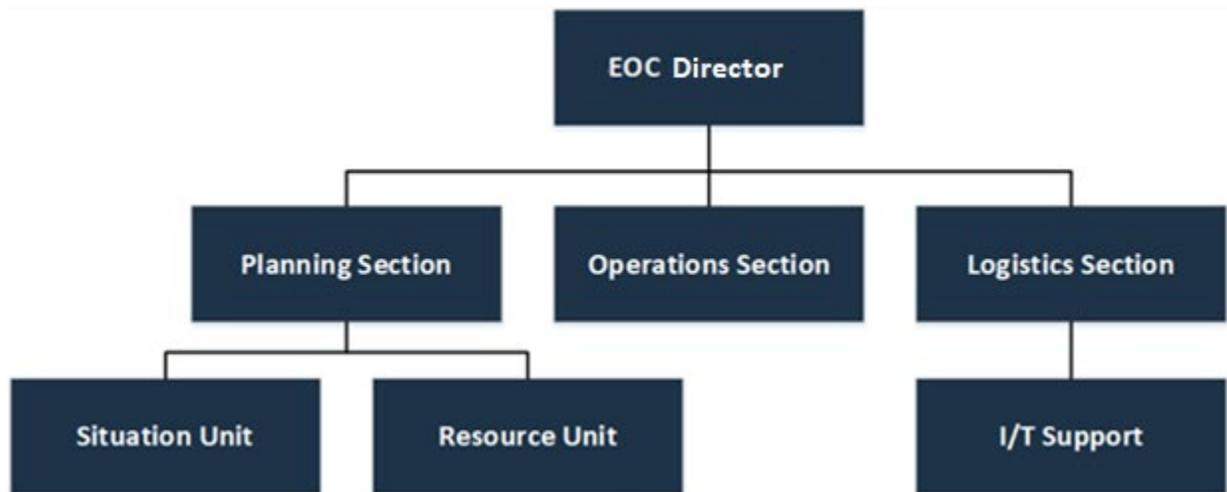 EOC Director
Planning Section
Operations Section
Logistics Section
Situation Unit
Resource Unit
I/T Support